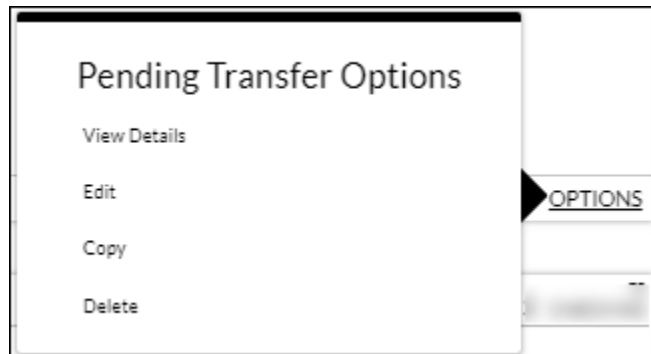 Pending Transfer Options
View Details
Edit
OPTIONS
Copy
Delete
--